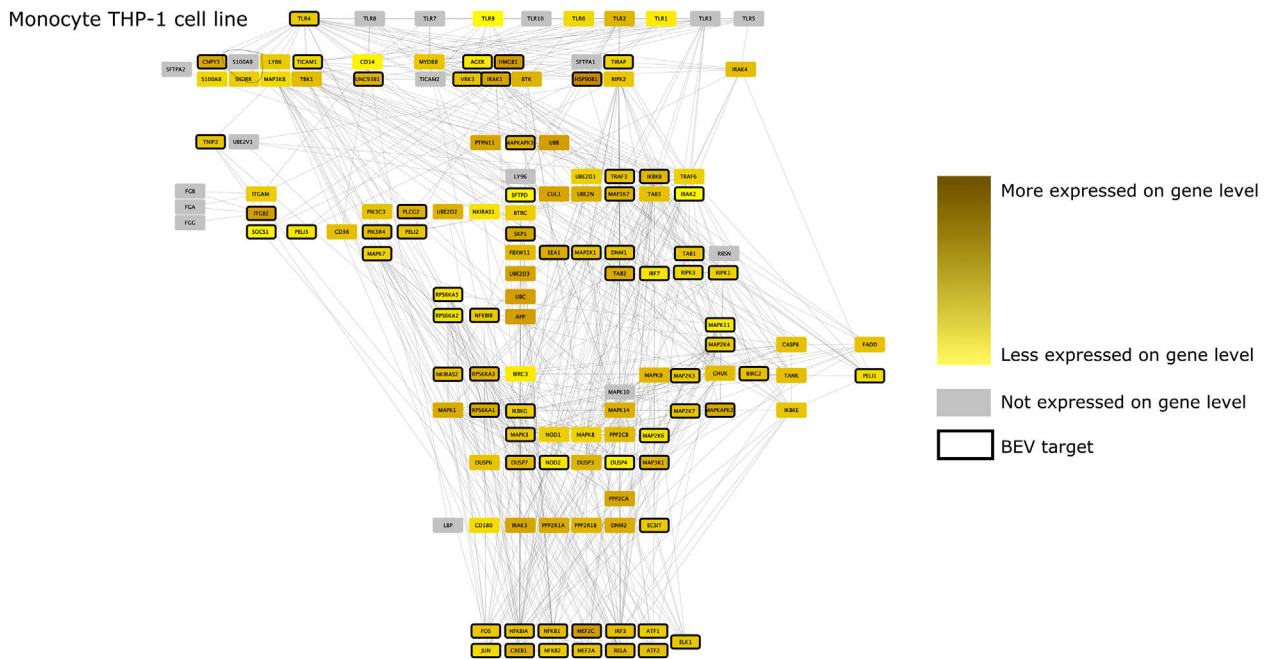 Monocyte THP-1 cell line
TLR4 TLR8 TLR7 TLR9 TLR10 TLR6 TLR2 TLR1 TLR3 TLR5
CNPY3 S100A9 LY86 TICAM1 CD14 MYD88 AGER HMGB1 SFTPA1 TIRAP
SFTPA2 IRAK4
S100A8 SIGIRR MAP3K8 TBK1 UNC93B1 TICAM2 VRK3 IRAK1 BTK HSP90B1 RIPK2
TNIP2 UBE2V1 PTPN11 MAPKAPK3 UBB
LY96 UBE2D1 TRAF3 IKBKB TRAF6
FGB ITGAM SFTPD CUL1 UBE2N MAP3K7 TAB3 IRAK2
FGA ITGB2 PIK3C3 PLCG2 UBE2D2 NKIRAS1 BTRC
FGG
SOCS1 PELI3 CD36 PIK3R4 PELI2 SKP1
MAPK7 FBXW11 EEA1 MAP2K1 DNM1 TAB1 RBSN
UBE2D3 TAB2 IRF7 RIPK3 RIPK1
RPS6KA5 UBC
RPS6KA2 NFKBIB APP
MAPK11
MAP2K4 CASP8 FADD
NKIRAS2 RPS6KA3 BIRC3 MAPK9 MAP2K3 CHUK BIRC2 TANK PELI1
MAPK10
MAPK1 RPS6KA1 IKBKG MAPK14 MAP2K7 MAPKAPK2 IKBKE
MAPK3 NOD1 MAPK8 PPP2CB MAP2K6
DUSP6 DUSP7 NOD2 DUSP3 DUSP4 MAP3K1
PPP2CA
LBP CD180 IRAK3 PPP2R1A PPP2R1B DNM2 ECSIT
FOS NFKBIA NFKB1 MEF2C IRF3 ATF1
ELK1
JUN CREB1 NFKB2 MEF2A RELA ATF2
More expressed on gene level
Less expressed on gene level
Not expressed on gene level
BEV target